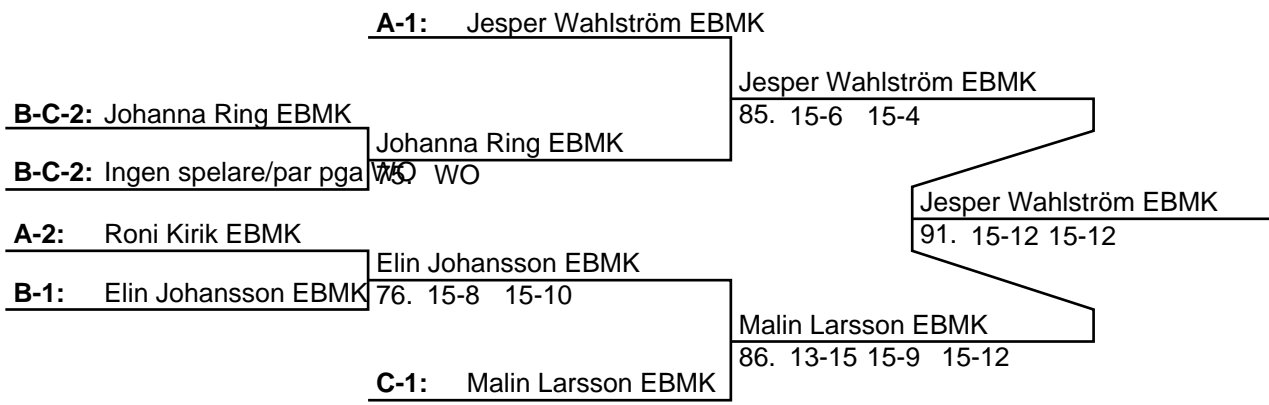 A-1: Jesper Wahlström EBMK
Jesper Wahlström EBMK
85. 15-6 15-4
B-C-2: Johanna Ring EBMK
Johanna Ring EBMK
B-C-2: Ingen spelare/par pga WO
75. WO
Jesper Wahlström EBMK
91. 15-12 15-12
A-2: Roni Kirik EBMK
Elin Johansson EBMK
B-1: Elin Johansson EBMK
76. 15-8 15-10
Malin Larsson EBMK
86. 13-15 15-9 15-12
C-1: Malin Larsson EBMK